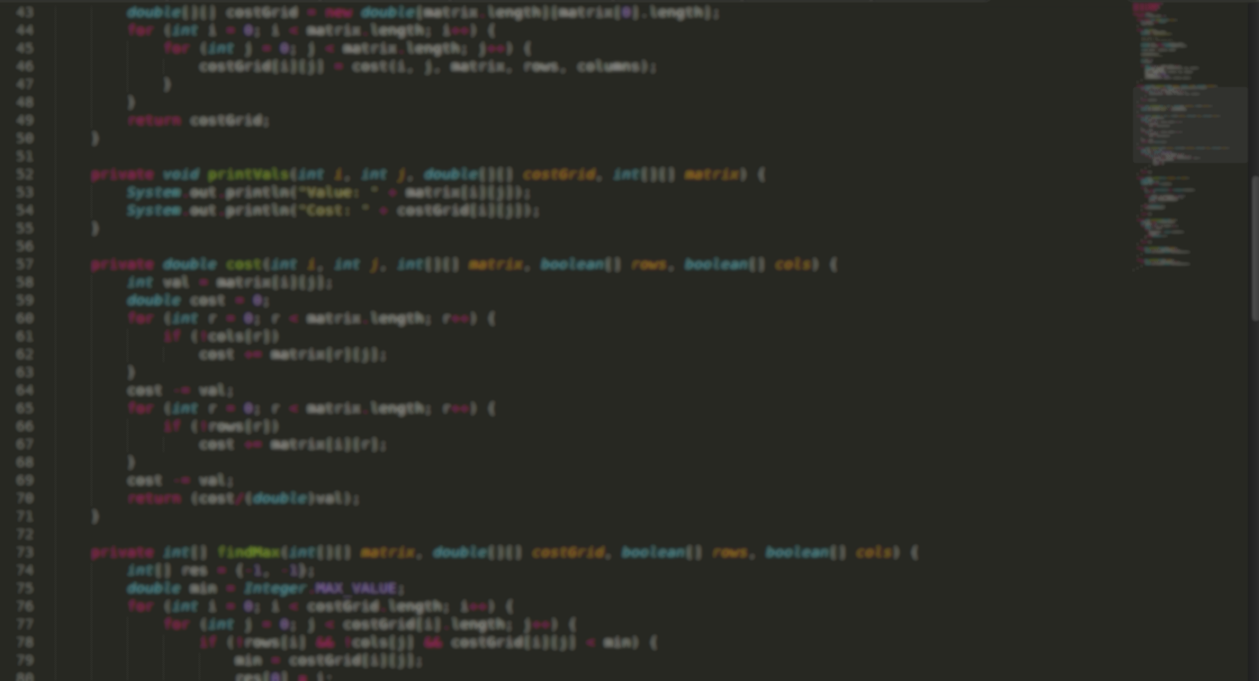 43 double[][] costGrid = new double[matrix.length][matrix[0].length];
44 for (int i = 0; i < matrix.length; i++) {
45 for (int j = 0; j < matrix.length; j++) {
46 costGrid[i][j] = cost(i, j, matrix, rows, columns);
47 }
48 }
49 return costGrid;
50 }
51
52 private void printVals(int i, int j, double[][] costGrid, int[][] matrix) {
53 System.out.println("Value: " + matrix[i][j]);
54 System.out.println("Cost: " + costGrid[i][j]);
55 }
56
57 private double cost(int i, int j, int[][] matrix, boolean[] rows, boolean[] cols) {
58 int val = matrix[i][j];
59 double cost = 0;
60 for (int r = 0; r < matrix.length; r++) {
61 if (!cols[r])
62 cost += matrix[r][j];
63 }
64 cost -= val;
65 for (int r = 0; r < matrix.length; r++) {
66 if (!rows[r])
67 cost += matrix[i][r];
68 }
69 cost -= val;
70 return (cost/(double)val);
71 }
72
73 private int[] findMax(int[][] matrix, double[][] costGrid, boolean[] rows, boolean[] cols) {
74 int[] res = {-1, -1};
75 double min = Integer.MAX_VALUE;
76 for (int i = 0; i < costGrid.length; i++) {
77 for (int j = 0; j < costGrid[i].length; j++) {
78 if (!rows[i] && !cols[j] && costGrid[i][j] < min) {
79 min = costGrid[i][j];
80 res[0] = i;